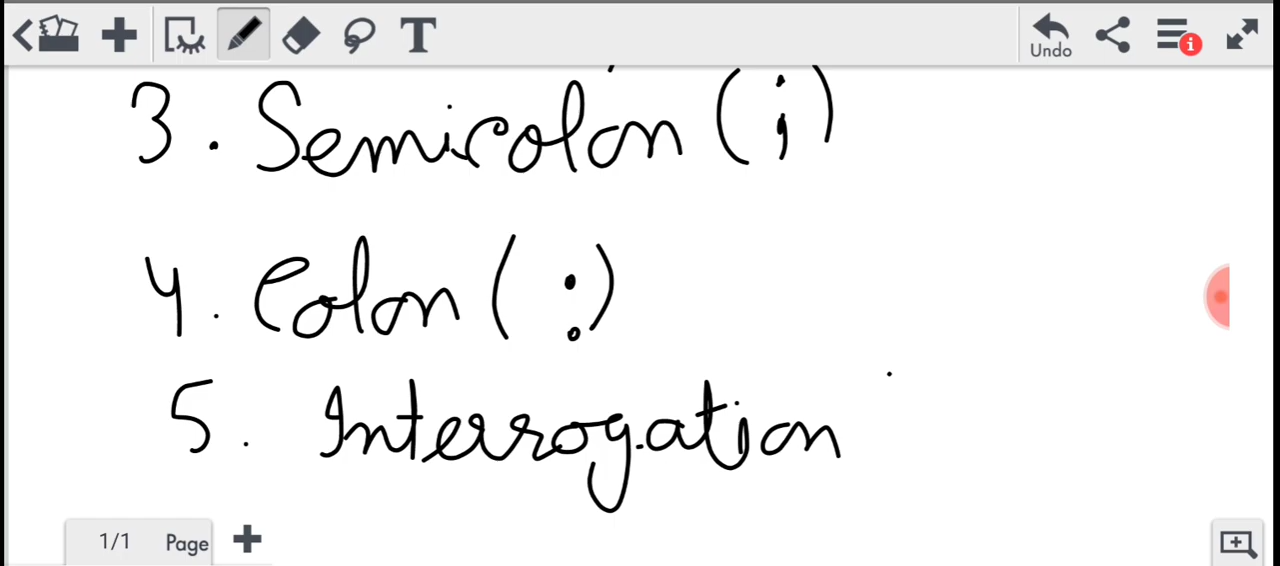 Undo
3. Semicolon (;)
4. Colon (:)
5. Interrogation
1/1 Page